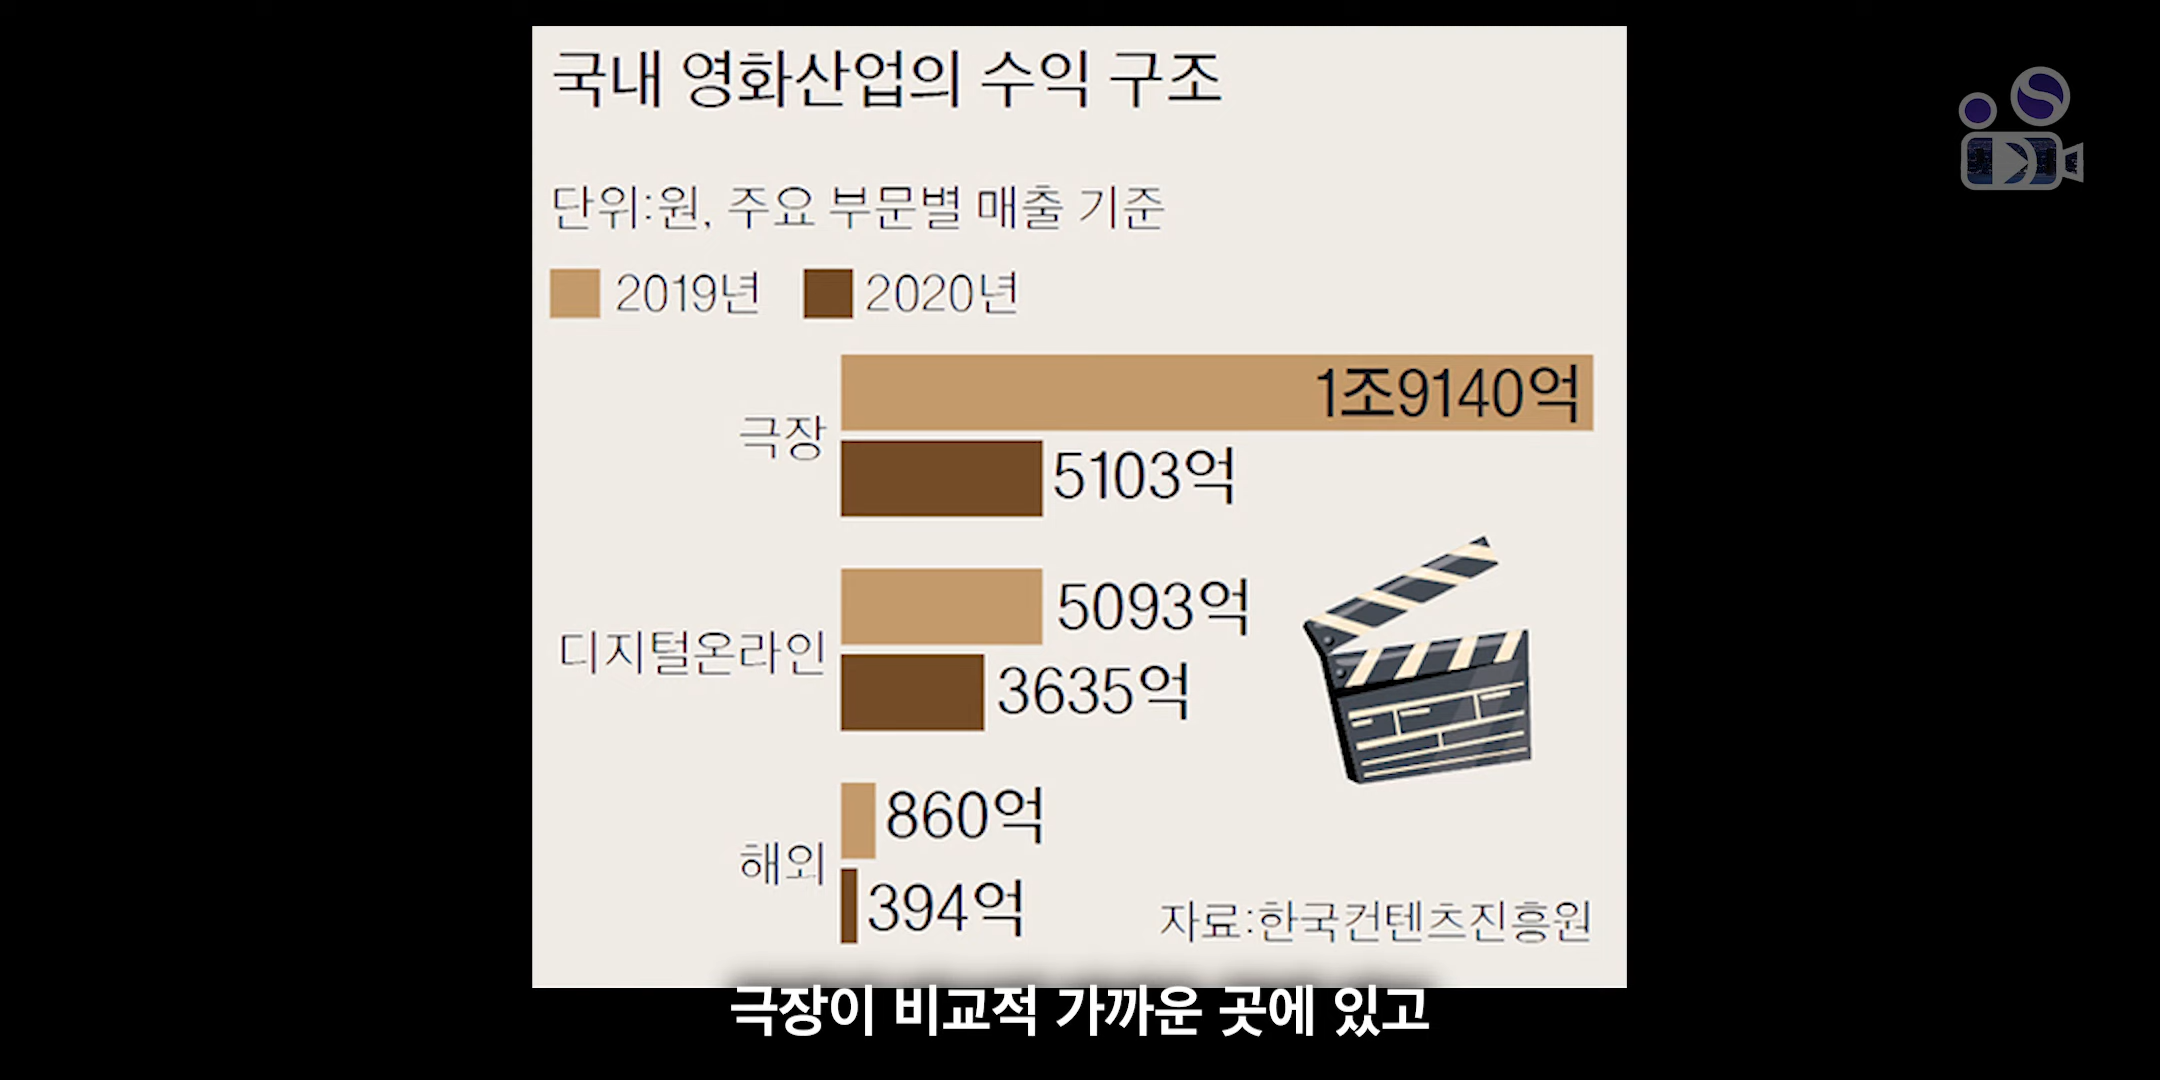 국내 영화산업의 수익 구조
단위:원, 주요 부문별 매출 기준
2019년 2020년
극장
1조9140억
5103억
디지털온라인
5093억
3635억
해외
860억
394억
자료:한국컨텐츠진흥원
극장이 비교적 가까운 곳에 있고